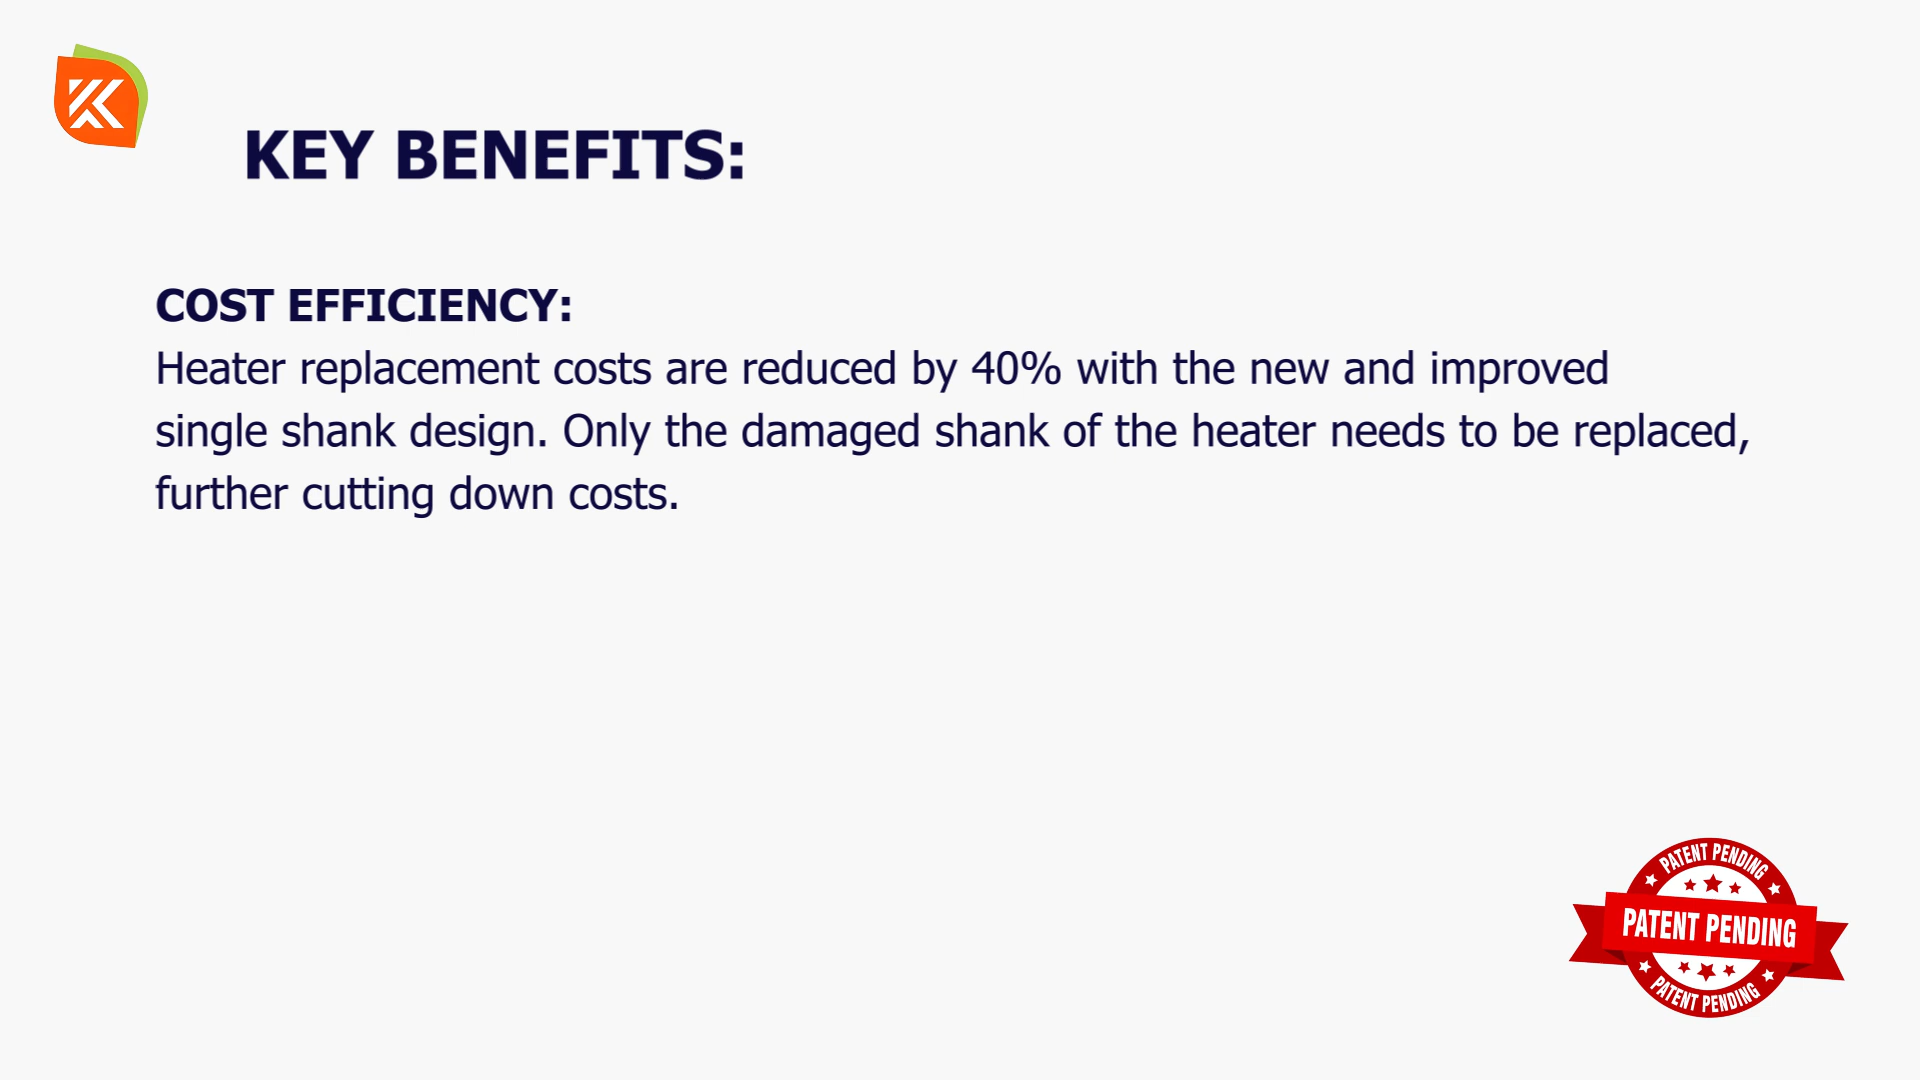 KEY BENEFITS:
COST EFFICIENCY:
Heater replacement costs are reduced by 40% with the new and improved
single shank design. Only the damaged shank of the heater needs to be replaced,
further cutting down costs.
PATENT PENDING
PATENT PENDING
PATENT PENDING